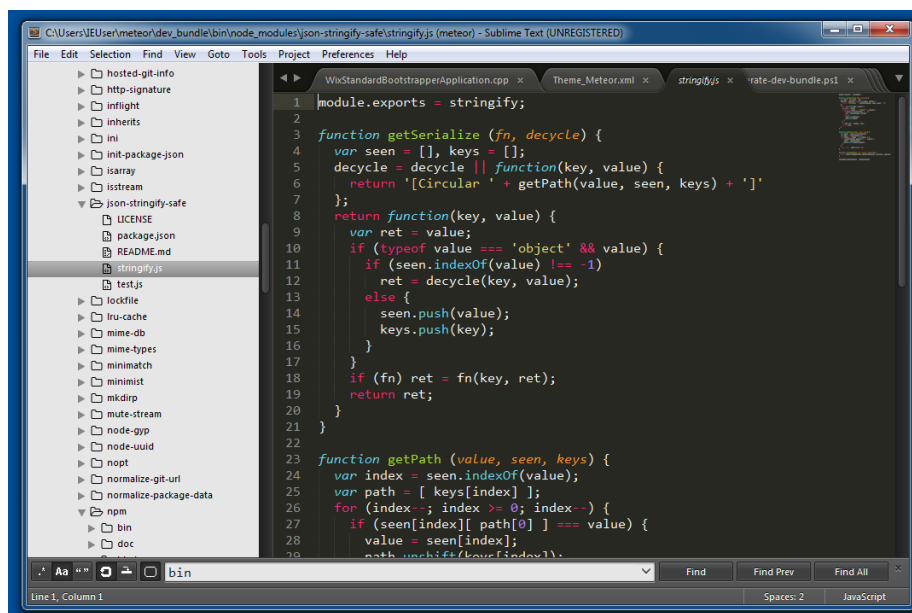 C:\Users\IEUser\meteor\dev_bundle\bin\node_modules\json-stringify-safe\stringify.js (meteor) - Sublime Text (UNREGISTERED)
File Edit Selection Find View Goto Tools Project Preferences Help
hosted-git-info
http-signature
inflight
inherits
ini
init-package-json
isarray
isstream
json-stringify-safe
LICENSE
package.json
README.md
stringify.js
test.js
lockfile
lru-cache
mime-db
mime-types
minimatch
minimist
mkdirp
mute-stream
node-gyp
node-uuid
nopt
normalize-git-url
normalize-package-data
npm
bin
doc
WixStandardBootstrapperApplication.cpp × Theme_Meteor.xml × stringify.js × rate-dev-bundle.ps1 ×
1 module.exports = stringify;
2
3 function getSerialize (fn, decycle) {
4   var seen = [], keys = [];
5   decycle = decycle || function(key, value) {
6     return '[Circular ' + getPath(value, seen, keys) + ']'
7   };
8   return function(key, value) {
9     var ret = value;
10     if (typeof value === 'object' && value) {
11       if (seen.indexOf(value) !== -1)
12         ret = decycle(key, value);
13       else {
14         seen.push(value);
15         keys.push(key);
16       }
17     }
18     if (fn) ret = fn(key, ret);
19     return ret;
20   }
21 }
22
23 function getPath (value, seen, keys) {
24   var index = seen.indexOf(value);
25   var path = [ keys[index] ];
26   for (index--; index >= 0; index--) {
27     if (seen[index][ path[0] ] === value) {
28       value = seen[index];
29       path.unshift(keys[index]);
.* Aa “” bin Find Find Prev Find All
Line 1, Column 1 Spaces: 2 JavaScript